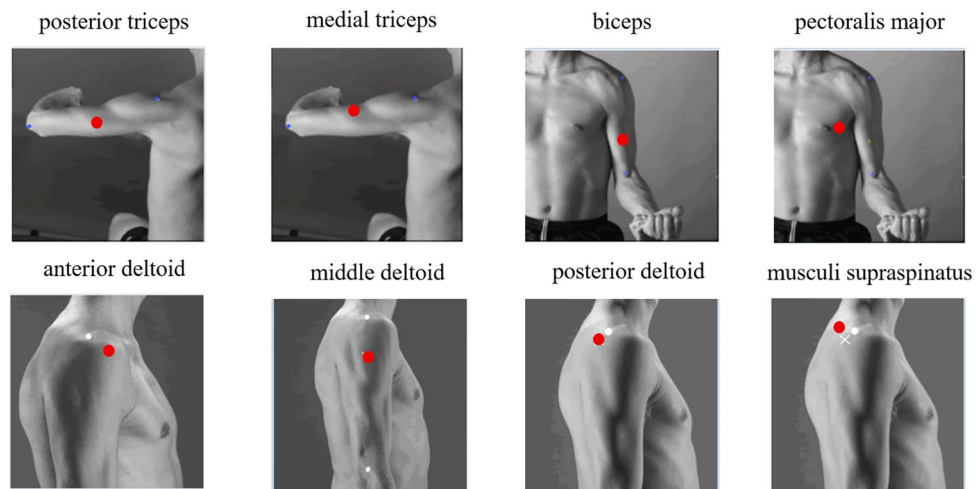 posterior triceps
medial triceps
biceps
pectoralis major
anterior deltoid
middle deltoid
posterior deltoid
musculi supraspinatus